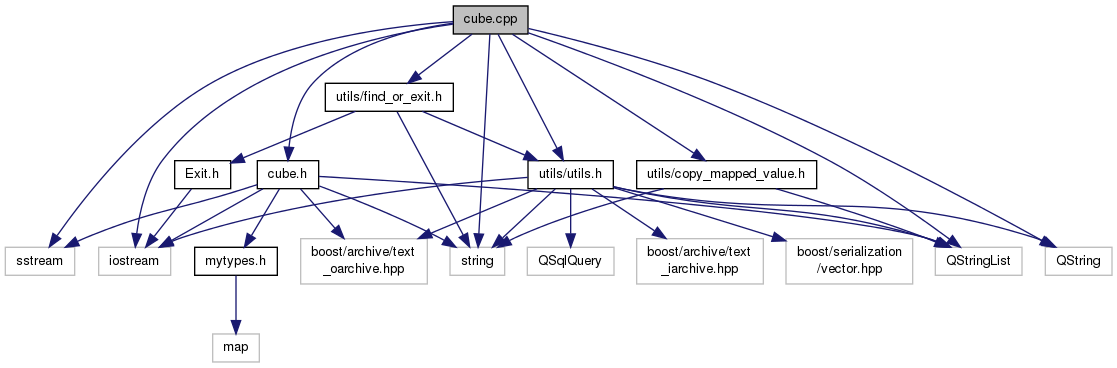 cube.cpp
utils/find_or_exit.h
Exit.h
cube.h
utils/utils.h
utils/copy_mapped_value.h
sstream
iostream
mytypes.h
boost/archive/text
_oarchive.hpp
string
QSqlQuery
boost/archive/text
_iarchive.hpp
boost/serialization
/vector.hpp
QStringList
QString
map